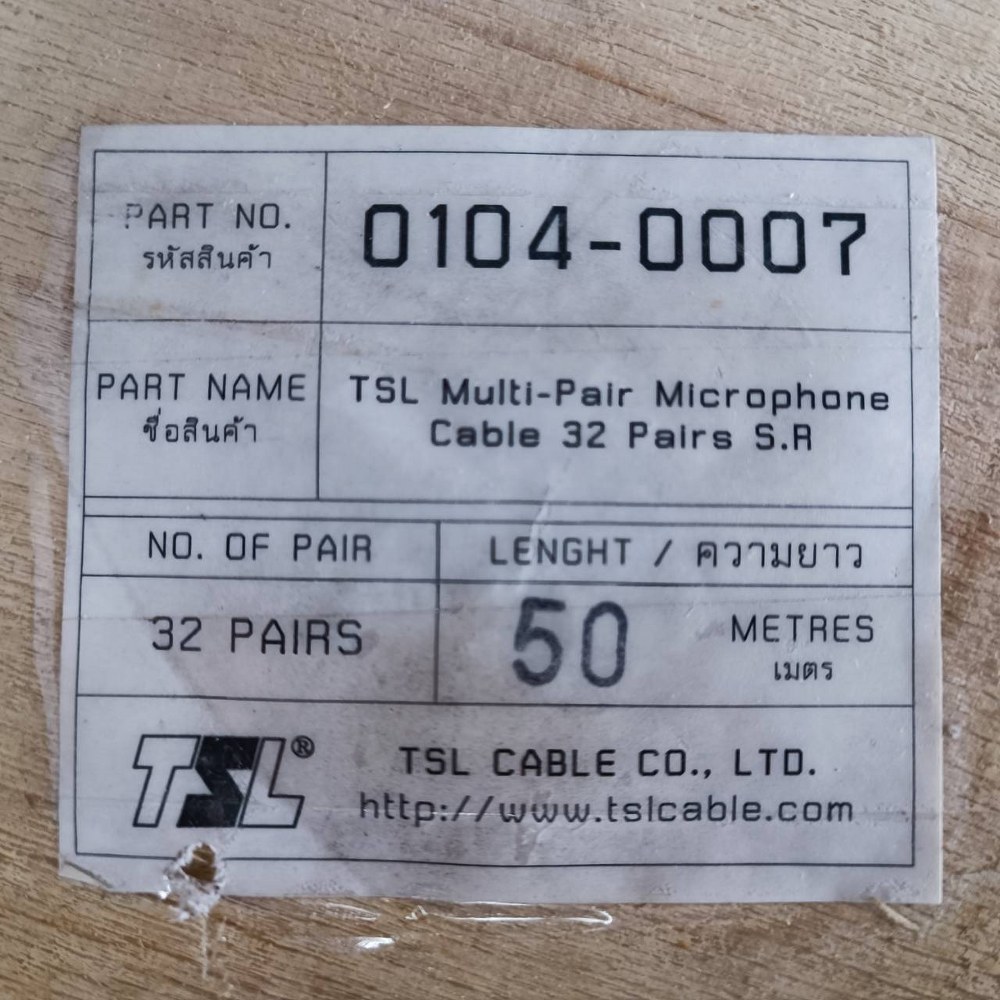 PART NO.
รหัสสินค้า
0104-0007
PART NAME
ชื่อสินค้า
TSL Multi-Pair Microphone
Cable 32 Pairs S.R
NO. OF PAIR
LENGHT / ความยาว
32 PAIRS
50
METRES
เมตร
TSL®
TSL CABLE CO., LTD.
http://www.tslcable.com